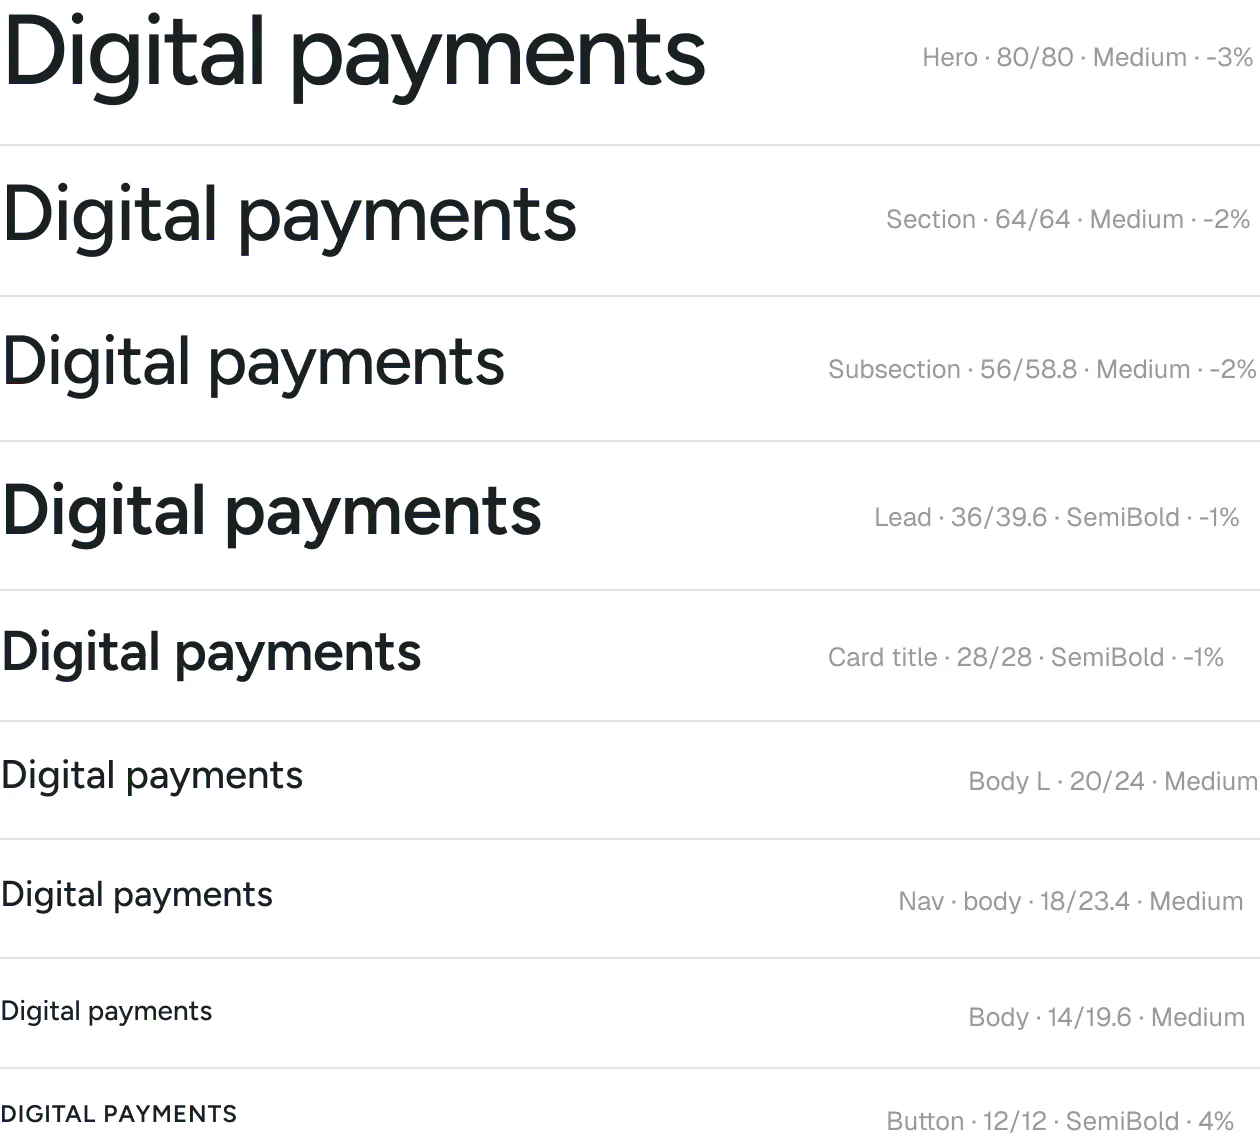 Digital payments
Hero · 80/80 · Medium · -3%
Digital payments
Section · 64/64 · Medium · -2%
Digital payments
Subsection · 56/58.8 · Medium · -2%
Digital payments
Lead · 36/39.6 · SemiBold · -1%
Digital payments
Card title · 28/28 · SemiBold · -1%
Digital payments
Body L · 20/24 · Medium
Digital payments
Nav · body · 18/23.4 · Medium
Digital payments
Body · 14/19.6 · Medium
DIGITAL PAYMENTS
Button · 12/12 · SemiBold · 4%